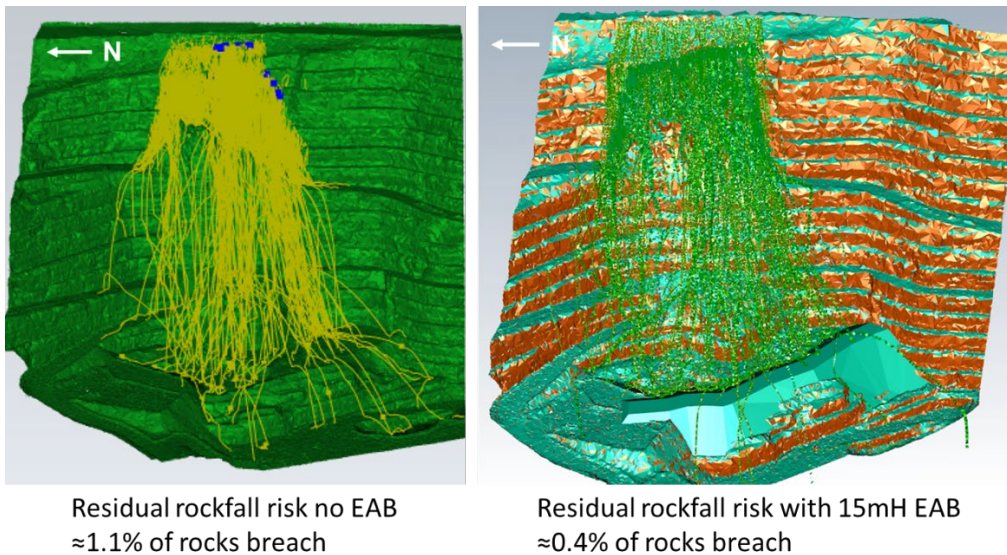 N
N
Residual rockfall risk no EAB
≈1.1% of rocks breach
Residual rockfall risk with 15mH EAB
≈0.4% of rocks breach